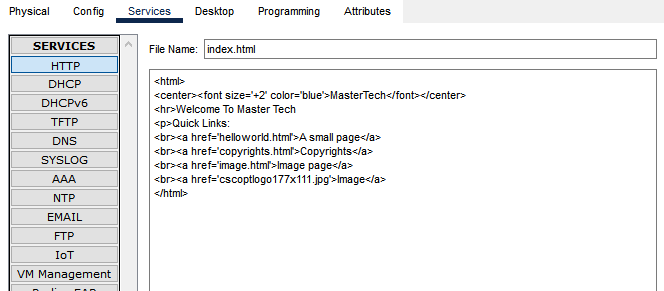 Physical Config Services Desktop Programming Attributes
SERVICES
HTTP
DHCP
DHCPv6
TFTP
DNS
SYSLOG
AAA
NTP
EMAIL
FTP
IoT
VM Management
File Name: index.html
<html>
<center><font size='+2' color='blue'>MasterTech</font></center>
<hr>Welcome To Master Tech
<p>Quick Links:
<br><a href='helloworld.html'>A small page</a>
<br><a href='copyrights.html'>Copyrights</a>
<br><a href='image.html'>Image page</a>
<br><a href='cscoptlogo177x111.jpg'>Image</a>
</html>